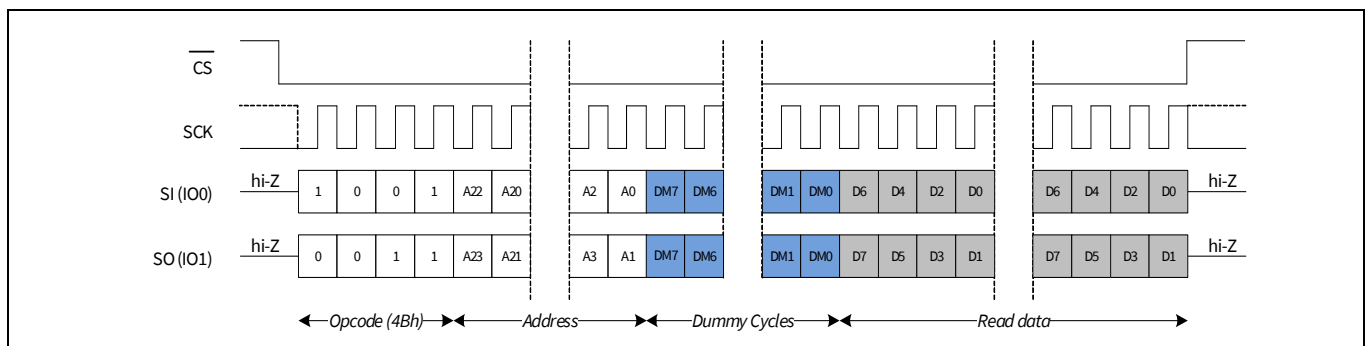 CS
SCK
hi-Z
SI (IO0)
1 0 0 1 A22 A20 A2 A0 DM7 DM6 DM1 DM0 D6 D4 D2 D0 D6 D4 D2 D0
hi-Z
hi-Z
SO (IO1)
0 0 1 1 A23 A21 A3 A1 DM7 DM6 DM1 DM0 D7 D5 D3 D1 D7 D5 D3 D1
hi-Z
Opcode (4Bh) Address Dummy Cycles Read data